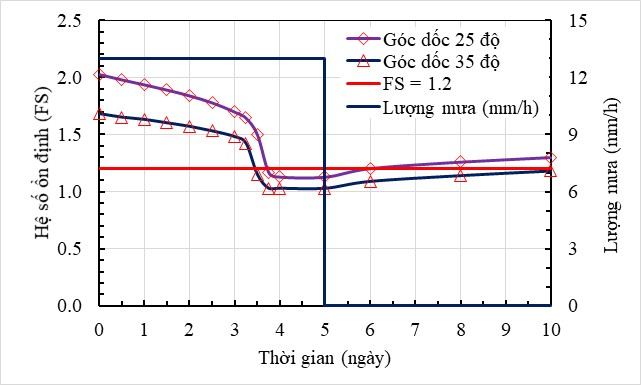 Góc dốc 25 độ
Góc dốc 35 độ
FS = 1.2
Lượng mưa (mm/h)
Hệ số ổn định (FS)
2.5
2.0
1.5
1.0
0.5
0.0
Lượng mưa (mm/h)
15
12
9
6
3
0
0 1 2 3 4 5 6 7 8 9 10
Thời gian (ngày)